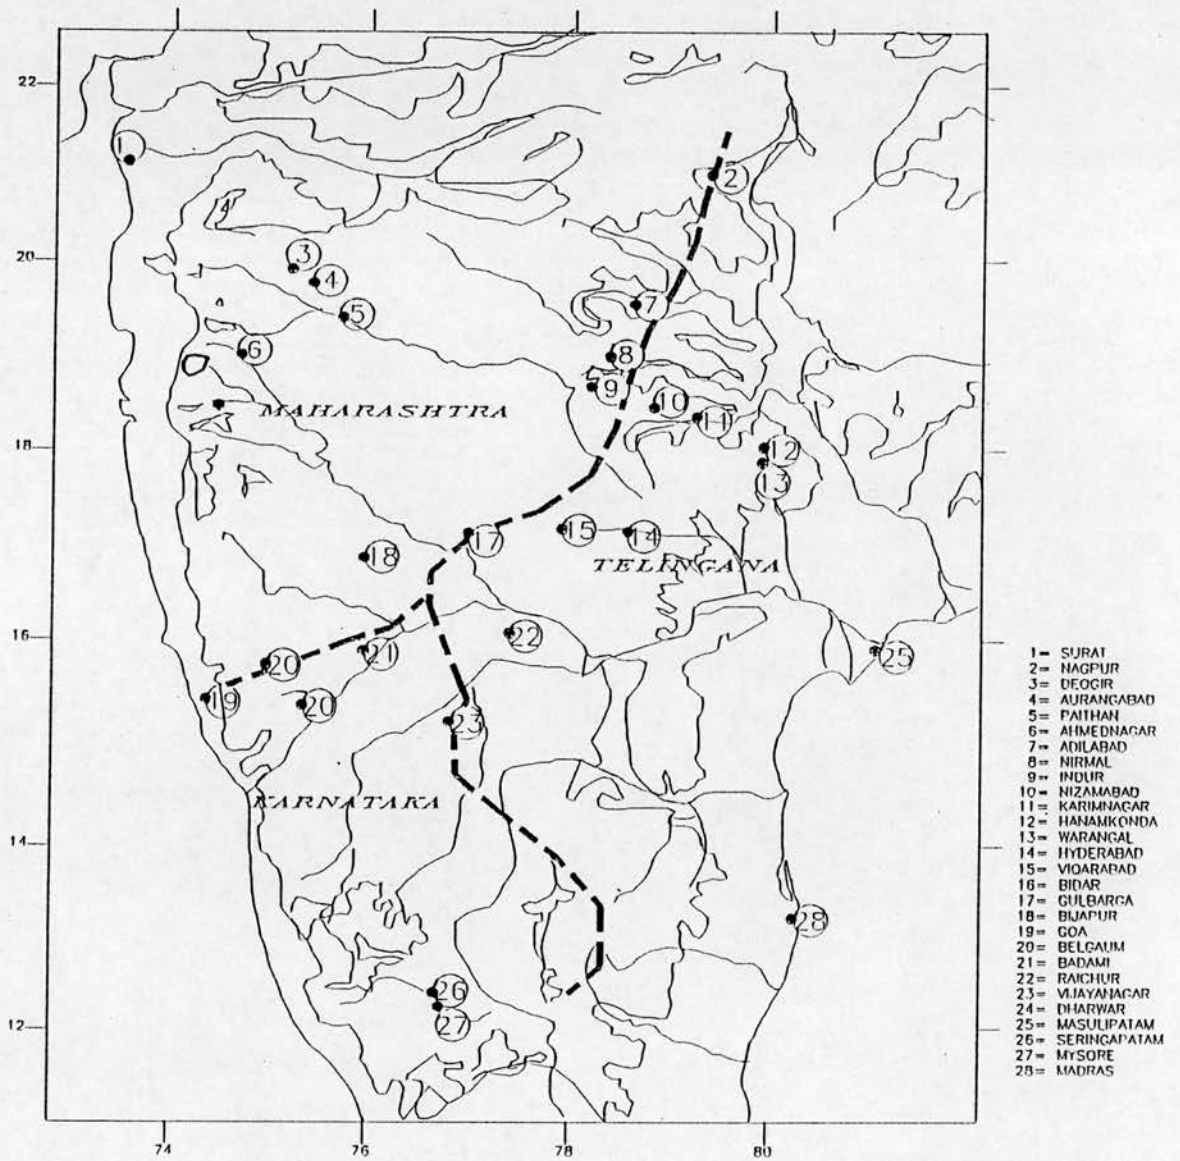 22
1
2
20
3
4
5
7
6
8
9
10
MAHARASHTRA
11
18
12
13
17
15
14
18
TELINGANA
16
22
21
20
25
19
20
23
KARNATAKA
14
28
26
12
27
74
76
78
80
1= SURAT
2= NAGPUR
3= DEOGIR
4= AURANGABAD
5= PAITHAN
6= AHMEDNAGAR
7= ADILABAD
8= NIRMAL
9= INDUR
10= NIZAMABAD
11= KARIMNAGAR
12= HANAMKONDA
13= WARANGAL
14= HYDERABAD
15= VIQARABAD
16= BIDAR
17= GULBARGA
18= BIJAPUR
19= GOA
20= BELGAUM
21= BADAMI
22= RAICHUR
23= VIJAYANAGAR
24= DHARWAR
25= MASULIPATAM
26= SERINGAPATAM
27= MYSORE
28= MADRAS